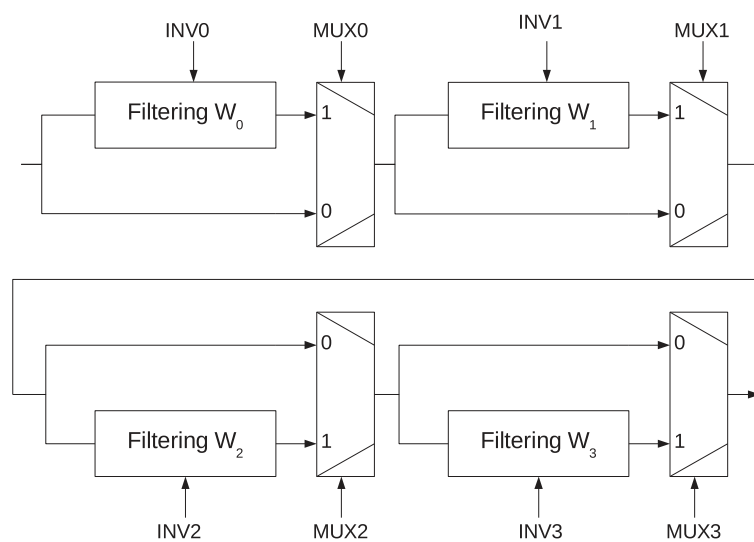 INV0 MUX0 INV1 MUX1
Filtering W0 1 Filtering W1 1
0 0
0 0
Filtering W2 1 Filtering W3 1
INV2 MUX2 INV3 MUX3